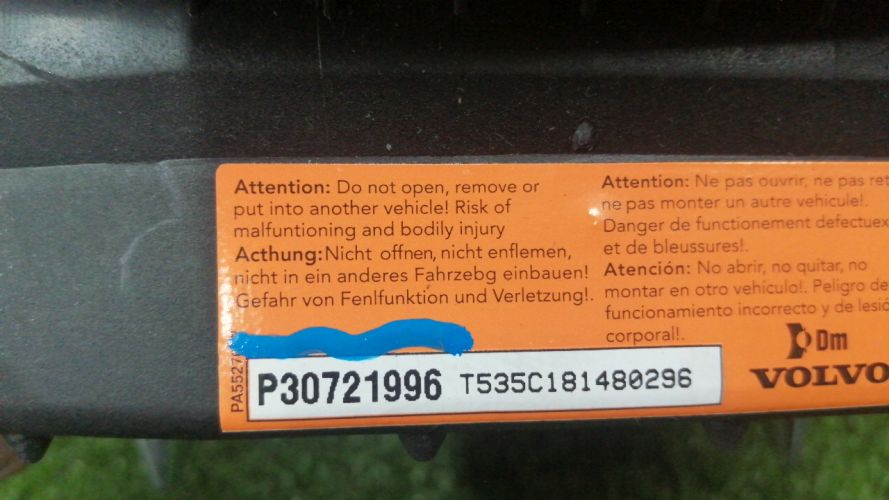 Attention: Do not open, remove or
put into another vehicle! Risk of
malfuntioning and bodily injury
Acthung: Nicht offnen, nicht enflemen,
nicht in ein anderes Fahrzebg einbauen!
Gefahr von Fenlfunktion und Verletzung!.
Attention: Ne pas ouvrir, ne pas ret
ne pas monter un autre vehicule!.
Danger de functionement defectuex
et de bleussures!.
Atención: No abrir, no quitar, no
montar en otro vehiculo!. Peligro de
funcionamiento incorrecto y de lesic
corporal!.
Dm
VOLVO
P30721996 T535C181480296